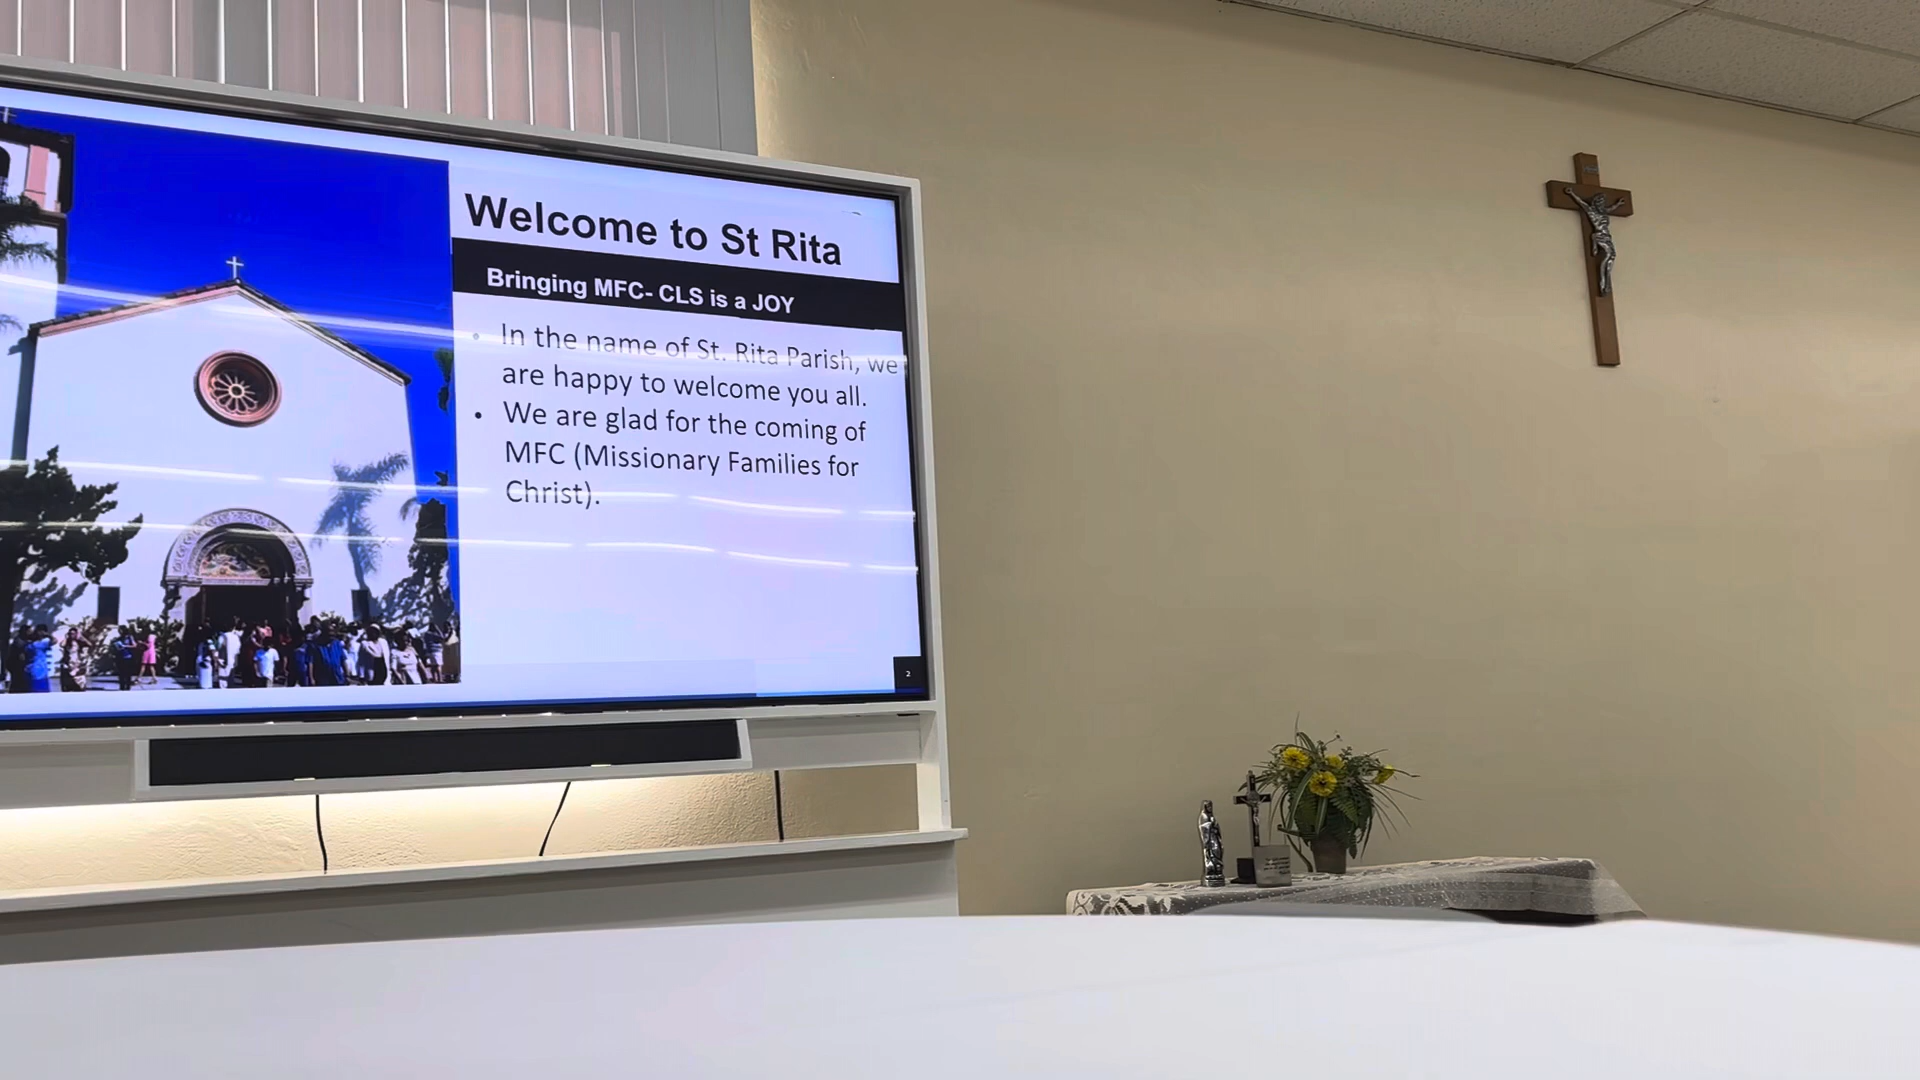 Welcome to St Rita
Bringing MFC- CLS is a JOY
• In the name of St. Rita Parish, we
are happy to welcome you all.
• We are glad for the coming of
MFC (Missionary Families for
Christ).
2